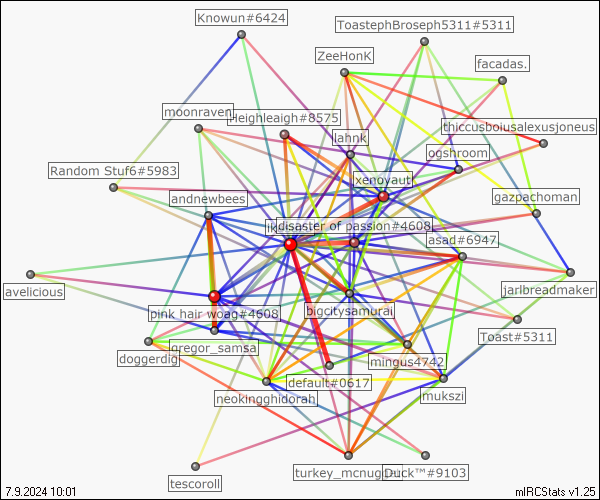 Knowun#6424
ToastephBroseph5311#5311
ZeeHonK
facadas.
moonraven
Heighleaigh#8575
thiccusboiusalexusjoneus
lahnk
ogshroom
Random Stuf6#5983
xenoyaut
andnewbees
gazpachoman
disaster of passion#4608
asad#6947
avelicious
jarlbreadmaker
pink hair woag#4608
bigcitysamurai
Toast#5311
gregor_samsa
doggerdig
mingus4742
default#0617
neokingghidorah
mukszi
turkey_mcnug
Duck™#9103
tescoroll
7.9.2024 10:01
mIRCStats v1.25